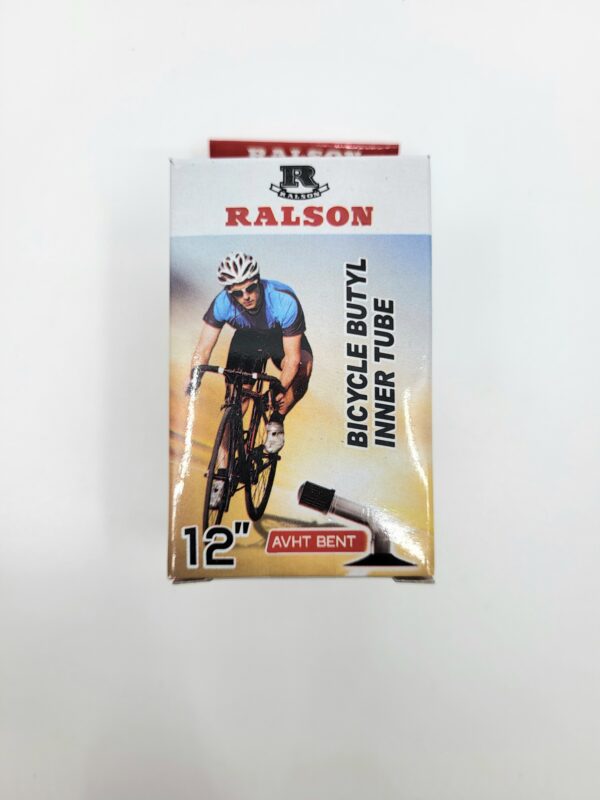 RALSON
R
RALSON
RALSON
BICYCLE BUTYL
INNER TUBE
12"
AVHT BENT